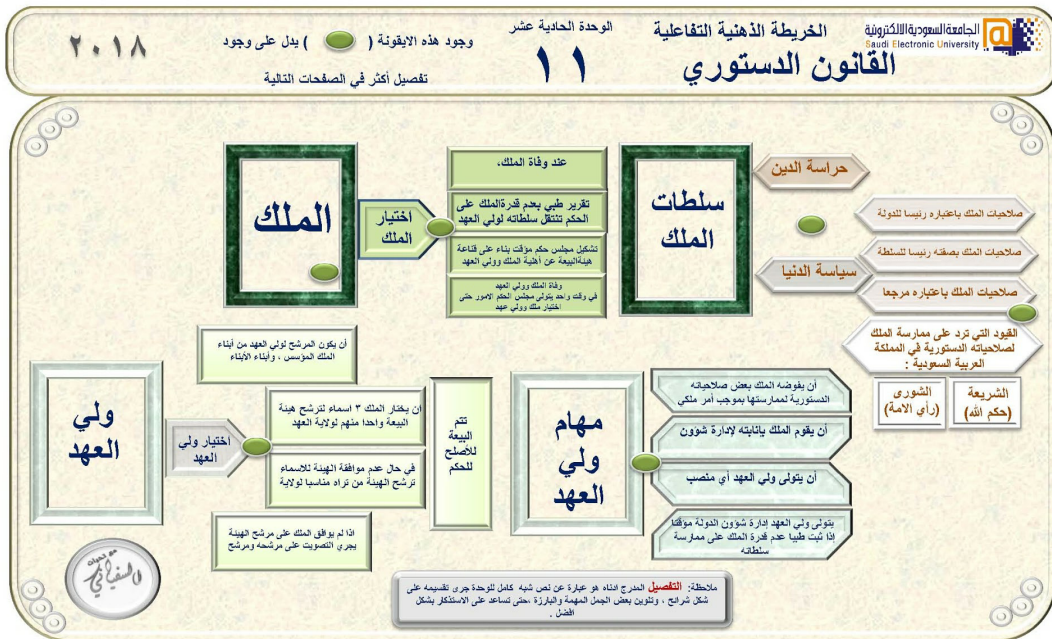 الجامعة السعودية الالكترونية
Saudi Electronic University
الخريطة الذهنية التفاعلية
القانون الدستوري
الوحدة الحادية عشر
١١
وجود هذه الايقونة ( ) يدل على وجود
تفصيل أكثر في الصفحات التالية
٢٠١٨
سلطات
الملك
حراسة الدين
سياسة الدنيا
صلاحيات الملك باعتباره رئيسا للدولة
صلاحيات الملك بصفته رئيسا للسلطة
صلاحيات الملك باعتباره مرجعا
القيود التي ترد على ممارسة الملك
لصلاحياته الدستورية في المملكة
العربية السعودية :
الشريعة
(حكم الله)
الشورى
(رأي الامة)
الملك
اختيار
الملك
عند وفاة الملك،
تقرير طبي بعدم قدرةالملك على
الحكم تنتقل سلطاته لولي العهد
تشكيل مجلس حكم مؤقت بناء على قناعة
هيئةالبيعة عن أهلية الملك وولي العهد
وفاة الملك وولي العهد
في وقت واحد يتولى مجلس الحكم الامور حتى
اختيار ملك وولي عهد
مهام
ولي
العهد
أن يفوضه الملك بعض صلاحياته
الدستورية لممارستها بموجب أمر ملكي
أن يقوم الملك بإنابته لإدارة شؤون
أن يتولى ولي العهد أي منصب
يتولى ولي العهد إدارة شؤون الدولة مؤقتا
إذا ثبت طبيا عدم قدرة الملك على ممارسة
سلطاته
ولي
العهد
اختيار ولي
العهد
أن يكون المرشح لولي العهد من أبناء
الملك المؤسس ، وأبناء الأبناء
أن يختار الملك ٣ اسماء لترشح هيئة
البيعة واحدا منهم لولاية العهد
في حال عدم موافقة الهيئة للاسماء
ترشح الهيئة من تراه مناسبا لولاية
اذا لم يوافق الملك على مرشح الهيئة
يجري التصويت على مرشحه ومرشح
تتم
البيعة
للأصلح
للحكم
ملاحظة: التفصيل المدرج ادناه هو عبارة عن نص شبه كامل للوحدة جرى تقسيمه على
شكل شرائح ، وتلوين بعض الجمل المهمة والبارزة ،حتى تساعد على الاستذكار بشكل
افضل .
مع تحيات
السفياني